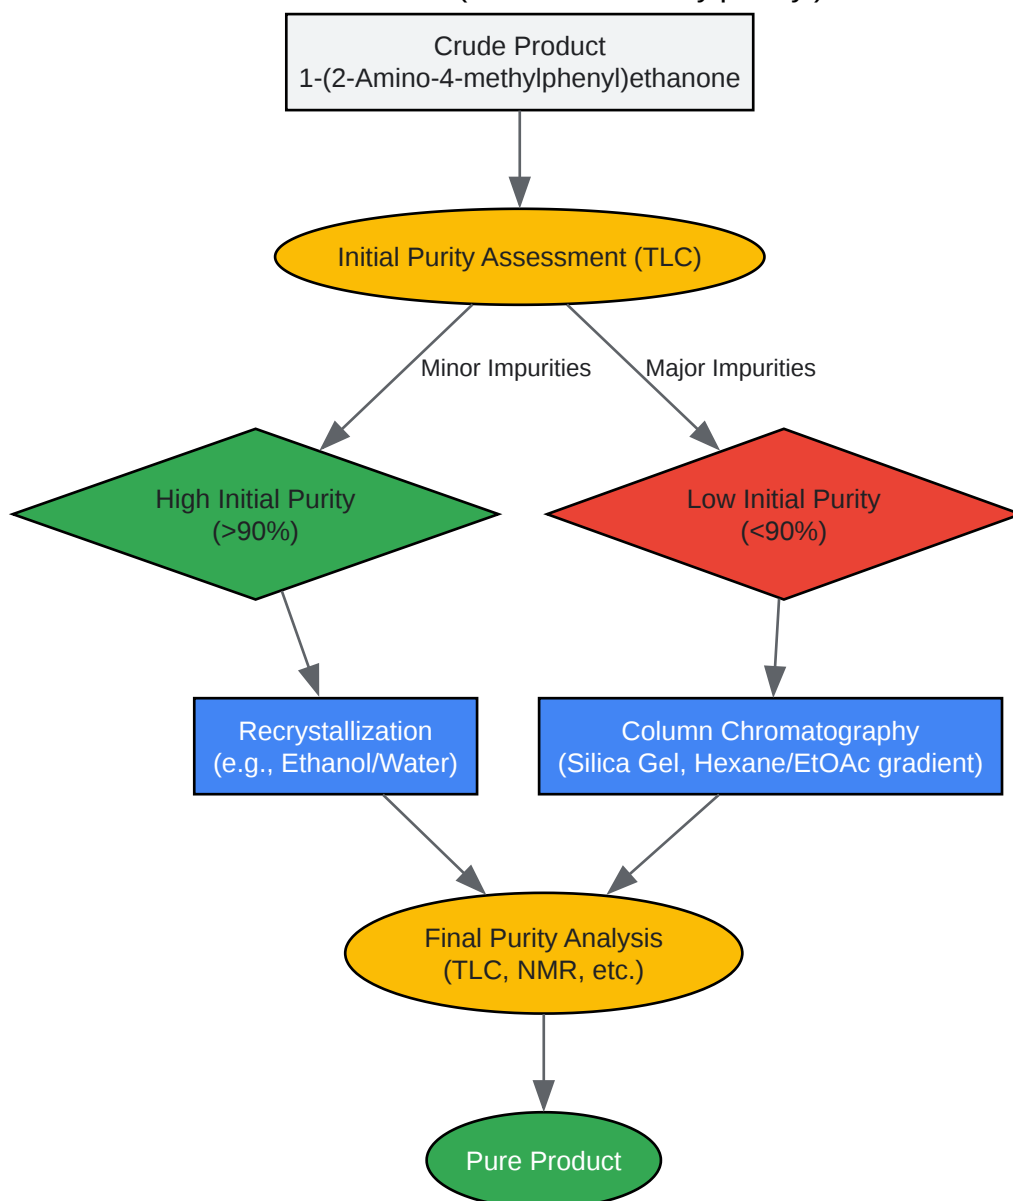 Crude Product
1-(2-Amino-4-methylphenyl)ethanone
Initial Purity Assessment (TLC)
Minor Impurities
Major Impurities
High Initial Purity
(>90%)
Low Initial Purity
(<90%)
Recrystallization
(e.g., Ethanol/Water)
Column Chromatography
(Silica Gel, Hexane/EtOAc gradient)
Final Purity Analysis
(TLC, NMR, etc.)
Pure Product